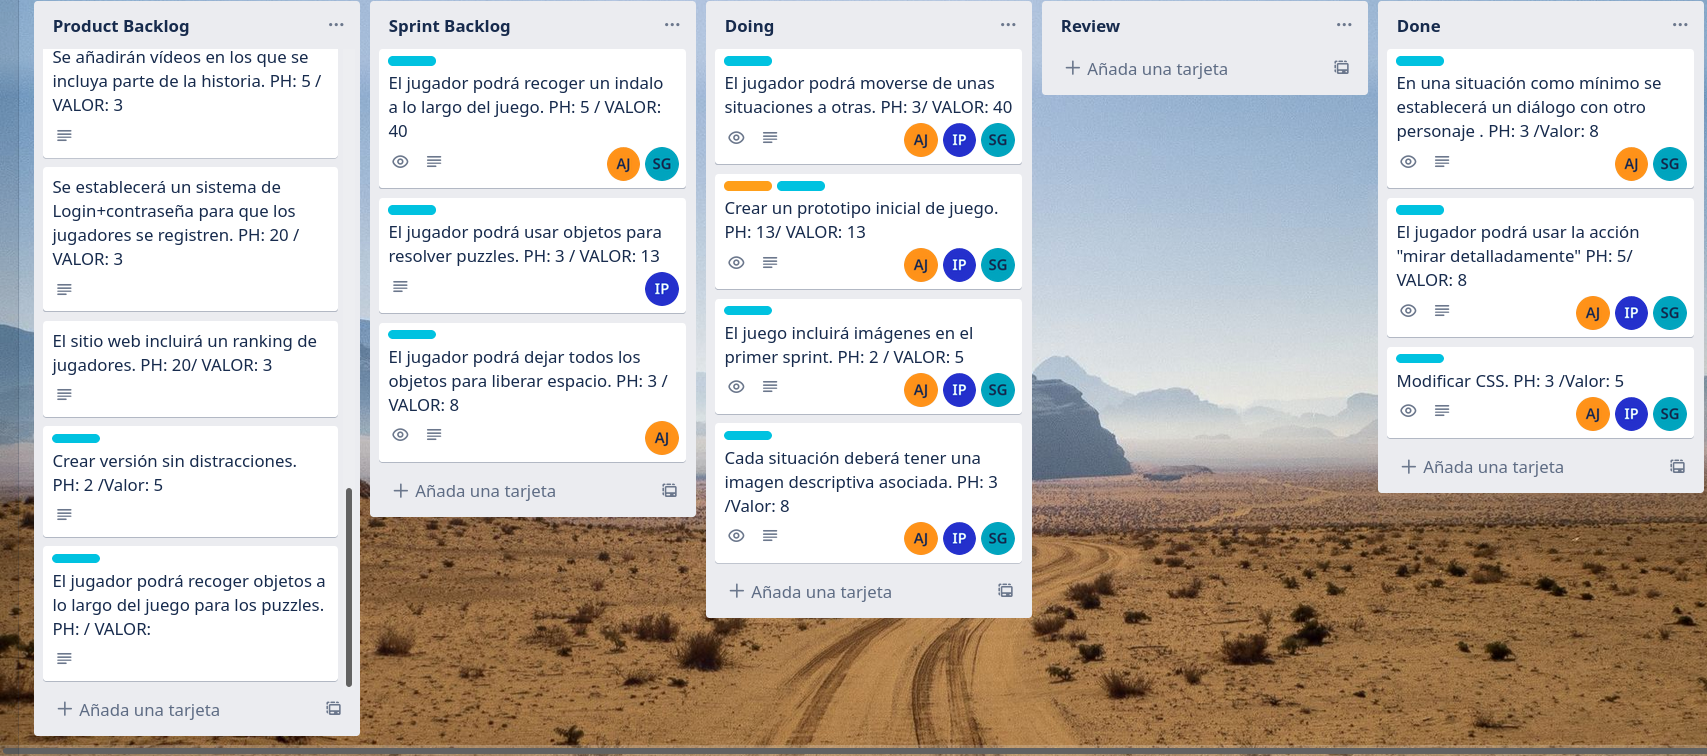 Product Backlog
Se añadirán vídeos en los que se
incluya parte de la historia. PH: 5 /
VALOR: 3
Se establecerá un sistema de
Login+contraseña para que los
jugadores se registren. PH: 20 /
VALOR: 3
El sitio web incluirá un ranking de
jugadores. PH: 20/ VALOR: 3
Crear versión sin distracciones.
PH: 2 /Valor: 5
El jugador podrá recoger objetos a
lo largo del juego para los puzzles.
PH: / VALOR:
Añada una tarjeta
Sprint Backlog
El jugador podrá recoger un indalo
a lo largo del juego. PH: 5 / VALOR:
40
AJ SG
El jugador podrá usar objetos para
resolver puzzles. PH: 3 / VALOR: 13
IP
El jugador podrá dejar todos los
objetos para liberar espacio. PH: 3 /
VALOR: 8
AJ
Añada una tarjeta
Doing
El jugador podrá moverse de unas
situaciones a otras. PH: 3/ VALOR: 40
AJ IP SG
Crear un prototipo inicial de juego.
PH: 13/ VALOR: 13
AJ IP SG
El juego incluirá imágenes en el
primer sprint. PH: 2 / VALOR: 5
AJ IP SG
Cada situación deberá tener una
imagen descriptiva asociada. PH: 3
/Valor: 8
AJ IP SG
Añada una tarjeta
Review
Añada una tarjeta
Done
En una situación como mínimo se
establecerá un diálogo con otro
personaje . PH: 3 /Valor: 8
AJ SG
El jugador podrá usar la acción
"mirar detalladamente" PH: 5/
VALOR: 8
AJ IP SG
Modificar CSS. PH: 3 /Valor: 5
AJ IP SG
Añada una tarjeta